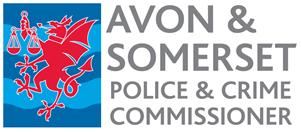 AVON &
SOMERSET
POLICE & CRIME
COMMISSIONER